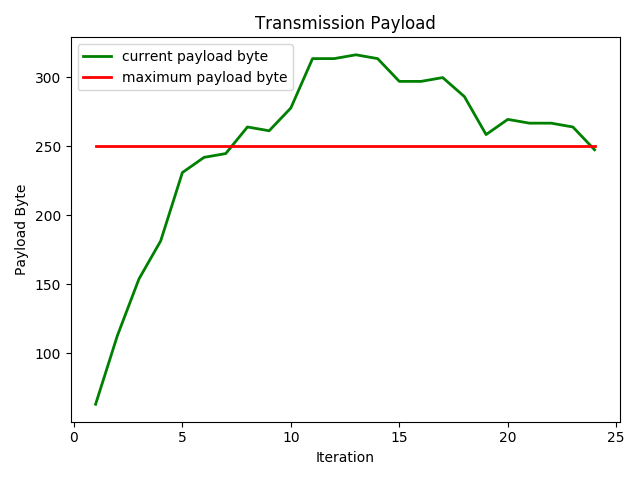 Transmission Payload
current payload byte
maximum payload byte
300
250
200
150
100
Payload Byte
0 5 10 15 20 25
Iteration